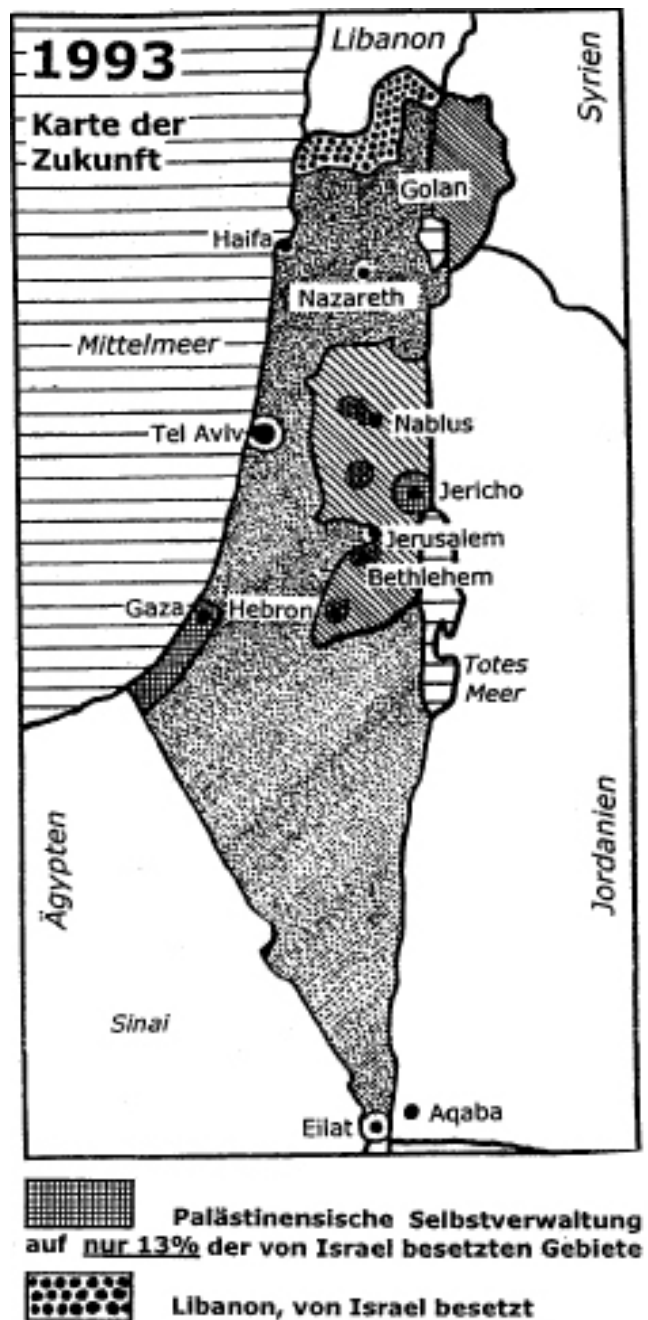 1993
Karte der
Zukunft
Libanon
Syrien
Golan
Haifa
Nazareth
Mittelmeer
Tel Aviv
Nablus
Jericho
Jerusalem
Bethlehem
Gaza
Hebron
Totes
Meer
Ägypten
Jordanien
Sinai
Eilat
Aqaba
Palästinensische Selbstverwaltung
auf nur 13% der von Israel besetzten Gebiete
Libanon, von Israel besetzt